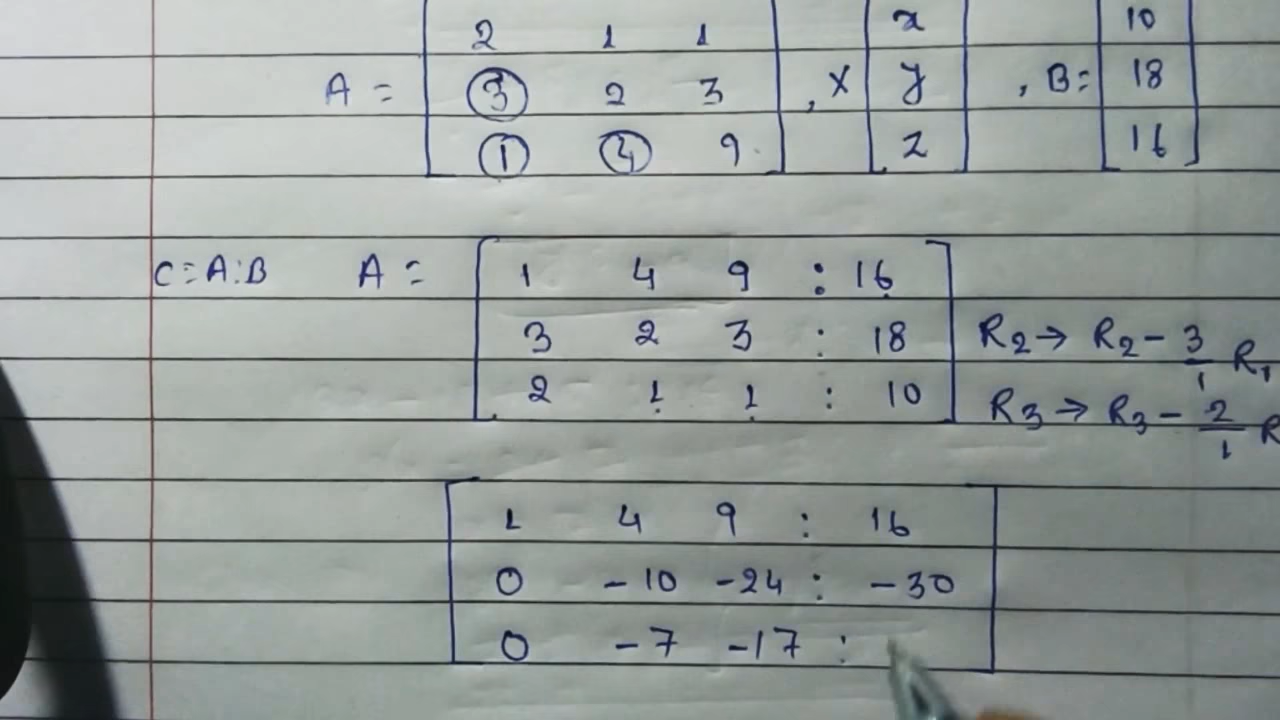 2 1 1 x 10
A = 3 2 3 , X y , B= 18
1 4 9 z 16
C=A:B A = 1 4 9 : 16
3 2 3 : 18 R2 → R2 - 3/1 R1
2 1 1 : 10 R3 → R3 - 2/1 R
1 4 9 : 16
0 -10 -24 : -30
0 -7 -17 :